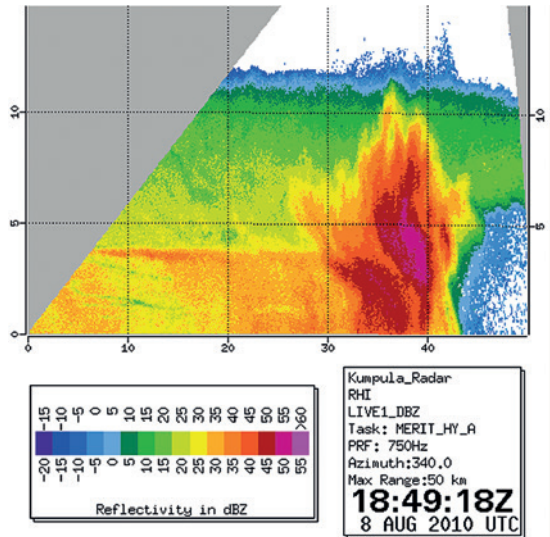 10
10
5
5
0
0
0
10
20
30
40
-15 -10 -5 0 5 10 15 20 25 30 35 40 45 50 55 >60
-20 -15 -10 -5 0 5 10 15 20 25 30 35 40 45 50 55
Reflectivity in dBZ
Kumpula_Radar
RHI
LIVE1_DBZ
Task: MERIT_HY_A
PRF: 750Hz
Azimuth:340.0
Max Range:50 km
18:49:18Z
8 AUG 2010 UTC